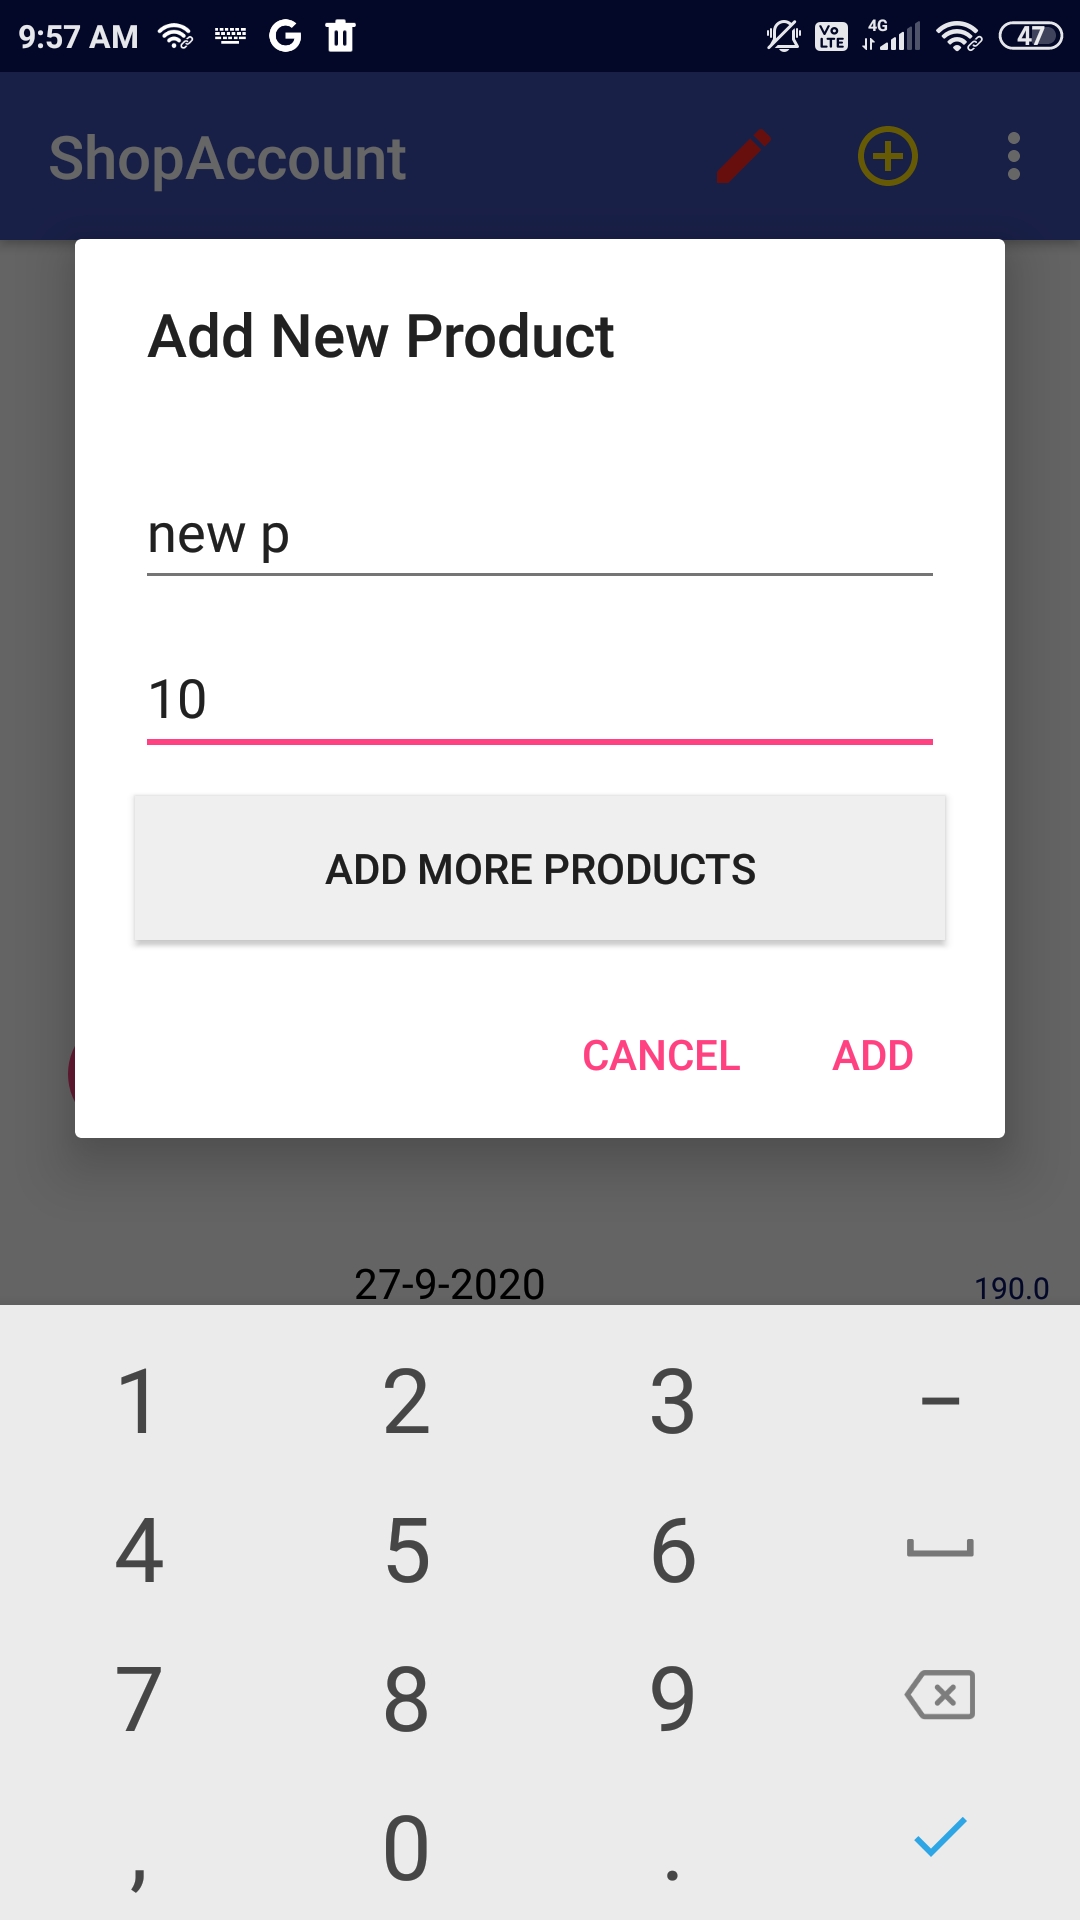 9:57 AM G Vo LTE 4G 47
ShopAccount
Add New Product
new p
10
ADD MORE PRODUCTS
CANCEL ADD
27-9-2020 190.0
1 2 3 –
4 5 6
7 8 9
, 0 .